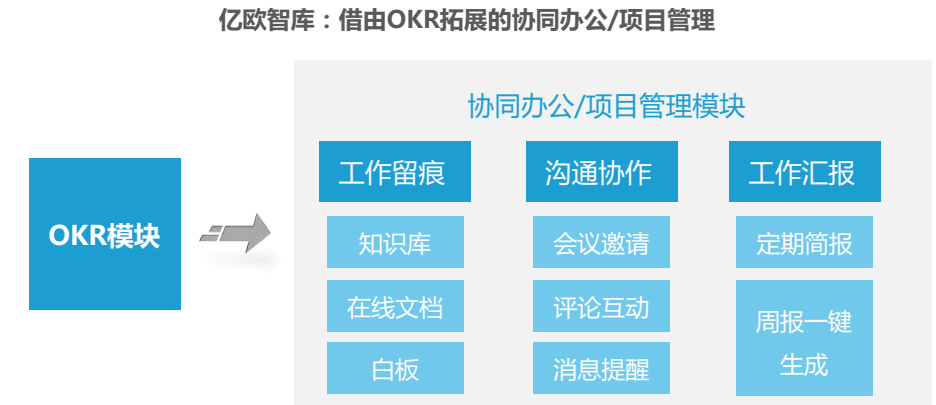 亿欧智库：借由OKR拓展的协同办公/项目管理
协同办公/项目管理模块
OKR模块
工作留痕
沟通协作
工作汇报
知识库
会议邀请
定期简报
在线文档
评论互动
周报一键
生成
白板
消息提醒